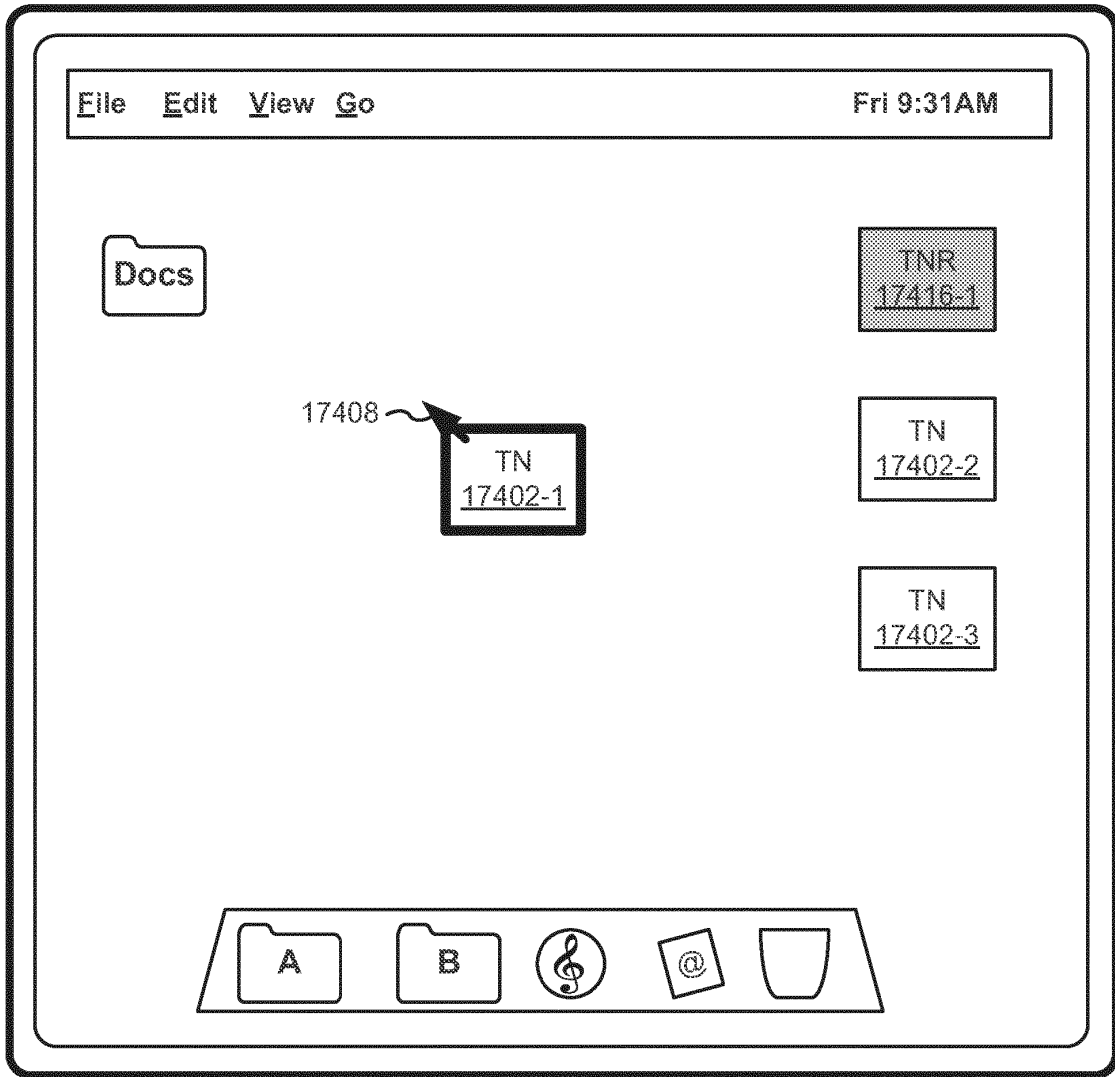 File Edit View Go Fri 9:31AM
Docs
TNR
17416-1
17408
TN
17402-1
TN
17402-2
TN
17402-3
A B @